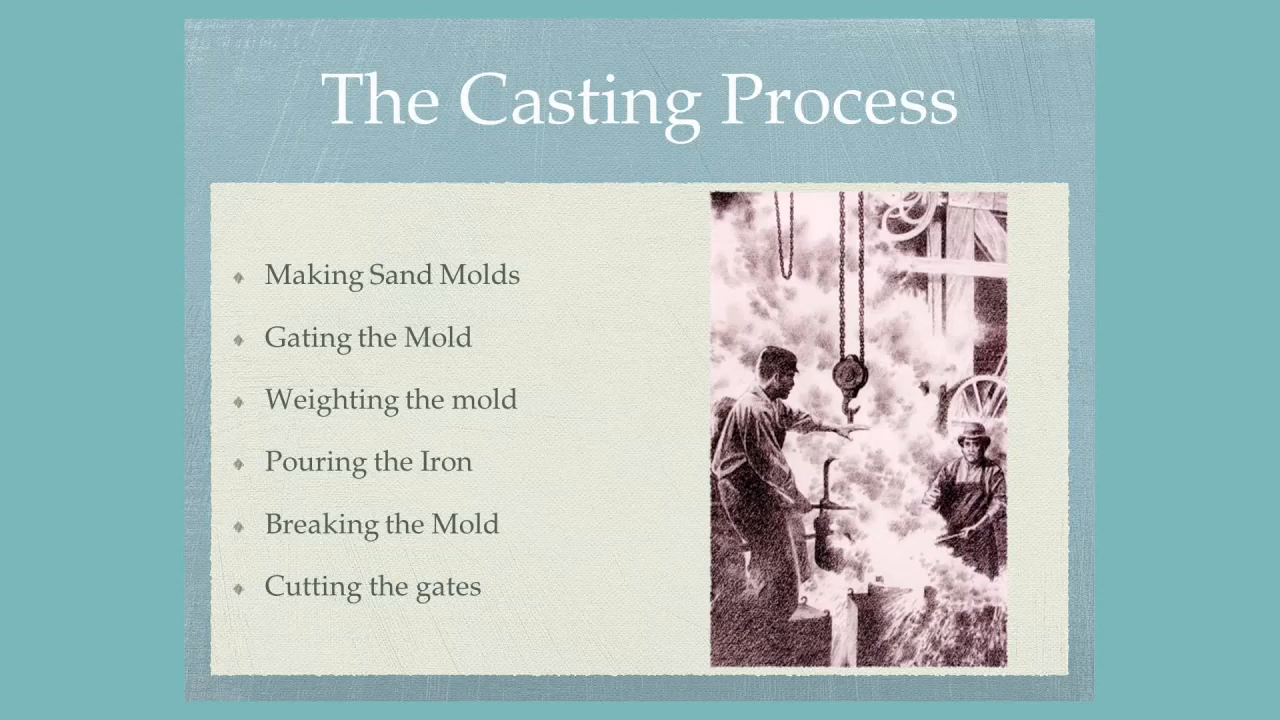 The Casting Process
Making Sand Molds
Gating the Mold
Weighting the mold
Pouring the Iron
Breaking the Mold
Cutting the gates